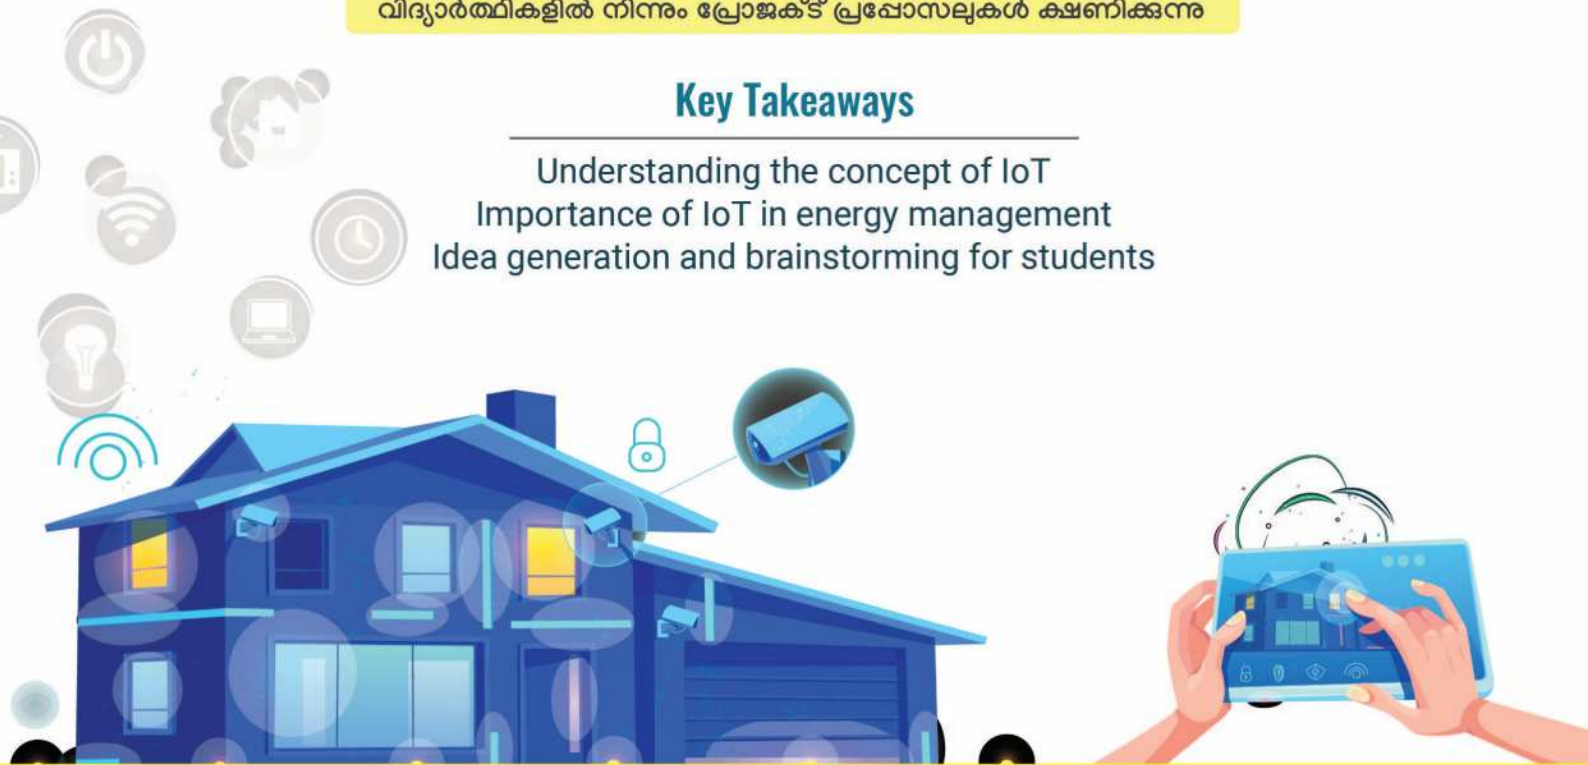 വിദ്യാർത്ഥികളിൽ നിന്നും പ്രോജക്ട് പ്രപ്പോസലുകൾ ക്ഷണിക്കുന്നു
Key Takeaways
Understanding the concept of IoT
Importance of IoT in energy management
Idea generation and brainstorming for students